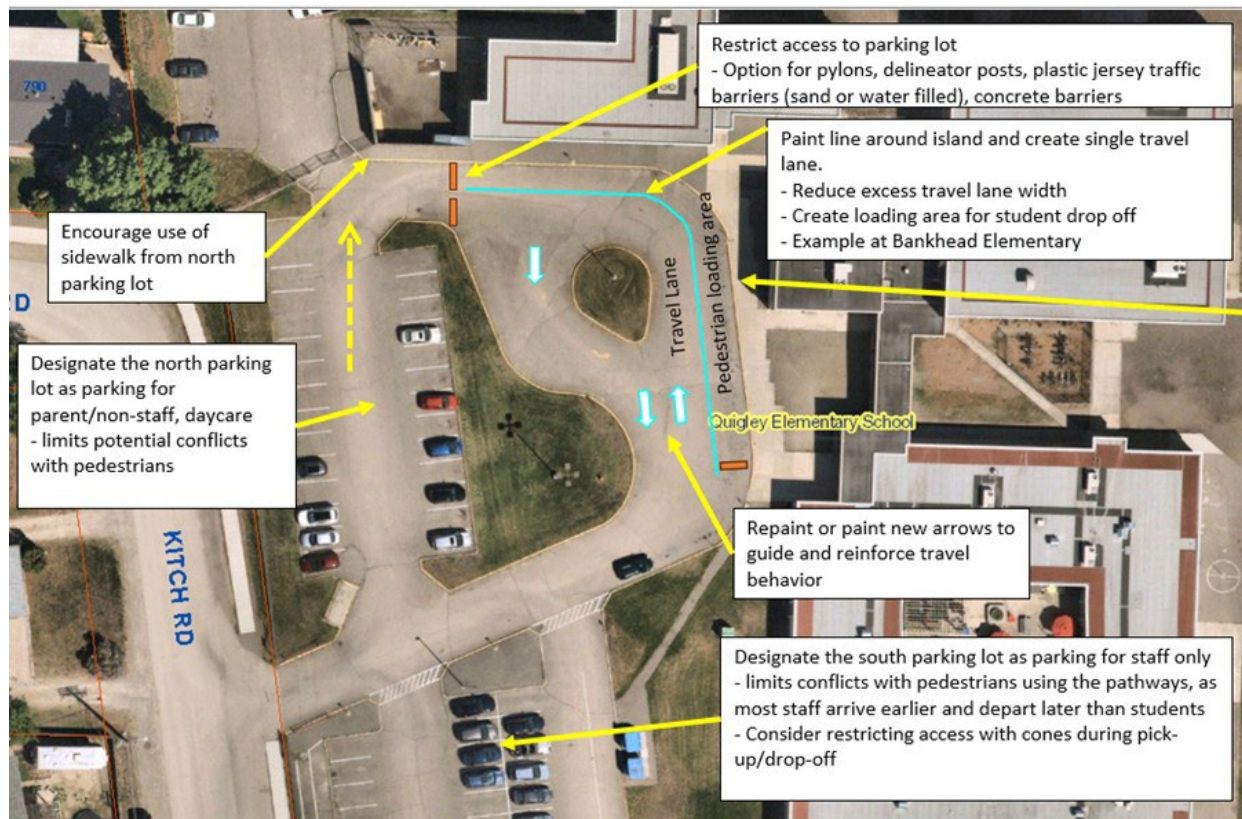 Restrict access to parking lot
- Option for pylons, delineator posts, plastic jersey traffic
barriers (sand or water filled), concrete barriers
790
Paint line around island and create single travel
lane.
- Reduce excess travel lane width
- Create loading area for student drop off
- Example at Bankhead Elementary
Encourage use of
sidewalk from north
parking lot
D
Travel Lane
Pedestrian loading area
Designate the north parking
lot as parking for
parent/non-staff, daycare
- limits potential conflicts
with pedestrians
Quigley Elementary School
KITCH RD
Repaint or paint new arrows to
guide and reinforce travel
behavior
Designate the south parking lot as parking for staff only
- limits conflicts with pedestrians using the pathways, as
most staff arrive earlier and depart later than students
- Consider restricting access with cones during pick-
up/drop-off